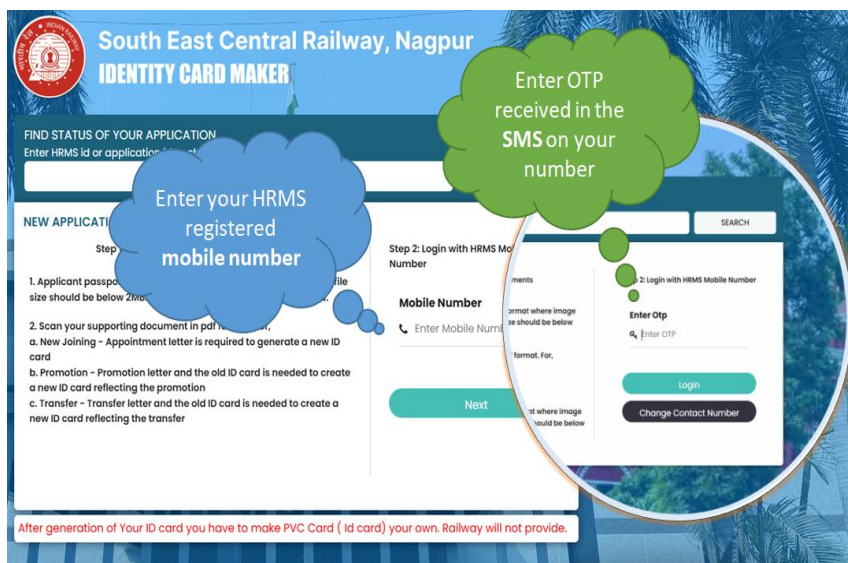 South East Central Railway, Nagpur
IDENTITY CARD MAKER
FIND STATUS OF YOUR APPLICATION
Enter HRMS id or application
NEW APPLICATI
Enter your HRMS
registered
mobile number
Enter OTP
received in the
SMS on your
number
Step
1. Applicant passpo
file
size should be below 2MB
2. Scan your supporting document in pdf
a. New Joining - Appointment letter is required to generate a new ID
card
b. Promotion - Promotion letter and the old ID card is needed to create
a new ID card reflecting the promotion
c. Transfer - Transfer letter and the old ID card is needed to create a
new ID card reflecting the transfer
Step 2: Login with HRMS Mo
Number
Mobile Number
Enter Mobile Numb
Next
SEARCH
ments
ormat where image
ze should be below
format. For,
at where image
hould be below
2: Login with HRMS Mobile Number
Enter Otp
Enter OTP
Login
Change Contact Number
After generation of Your ID card you have to make PVC Card ( Id card) your own. Railway will not provide.